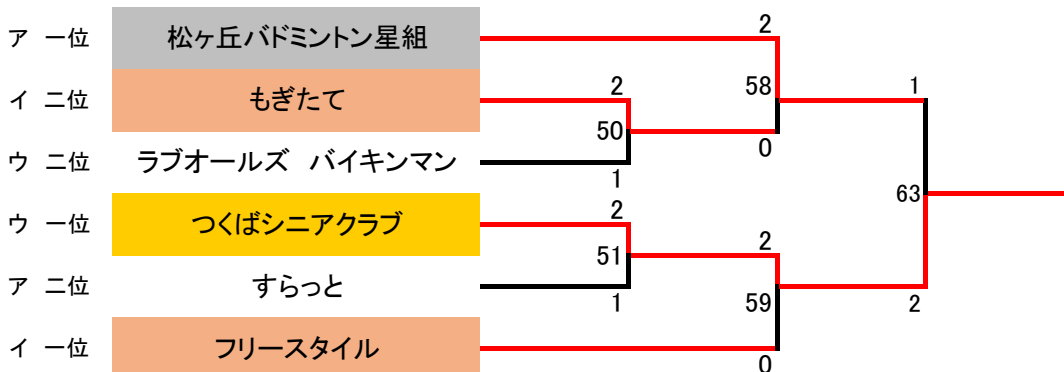 ア 一位 松ヶ丘バドミントン星組 2
58 1
イ 二位 もぎたて 2
50
0
ウ 二位 ラブオールズ バイキンマン 1
63
ウ 一位 つくばシニアクラブ 2
51 2
ア 二位 すらっと 1
59 2
イ 一位 フリースタイル 0